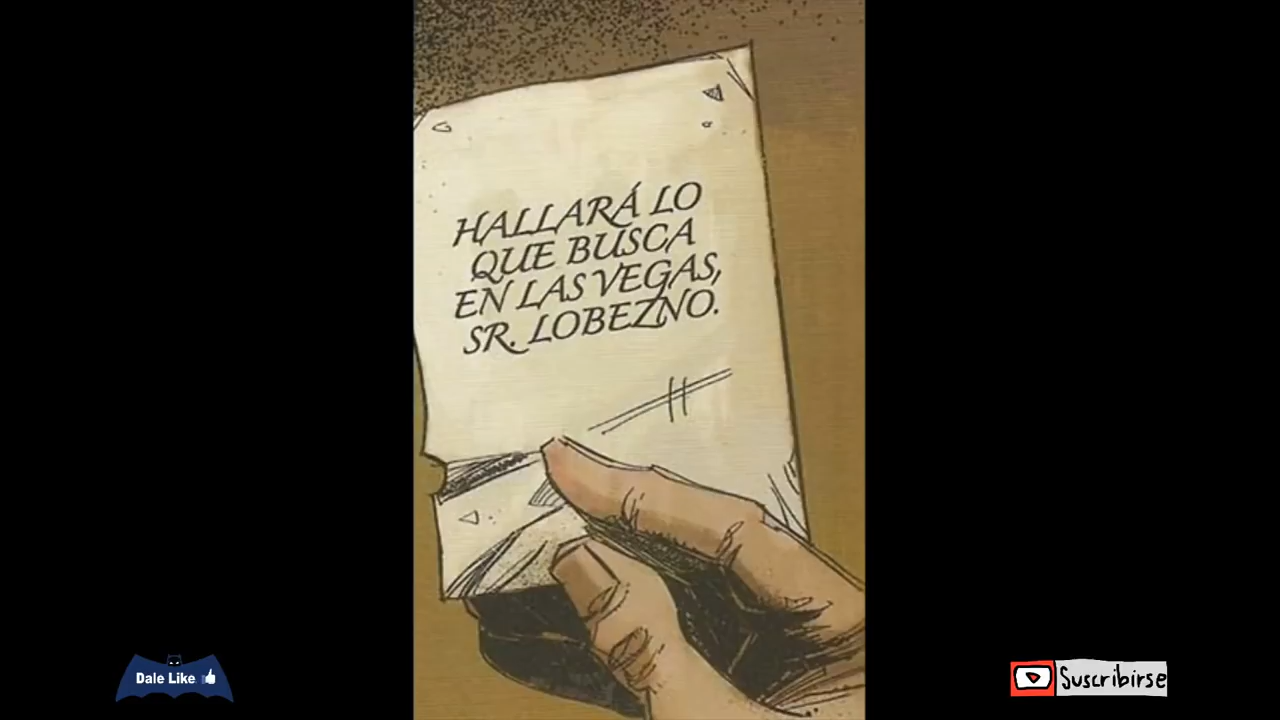 HALLARÁ LO
QUE BUSCA
EN LAS VEGAS,
SR. LOBEZNO.
Dale Like
Suscribirse